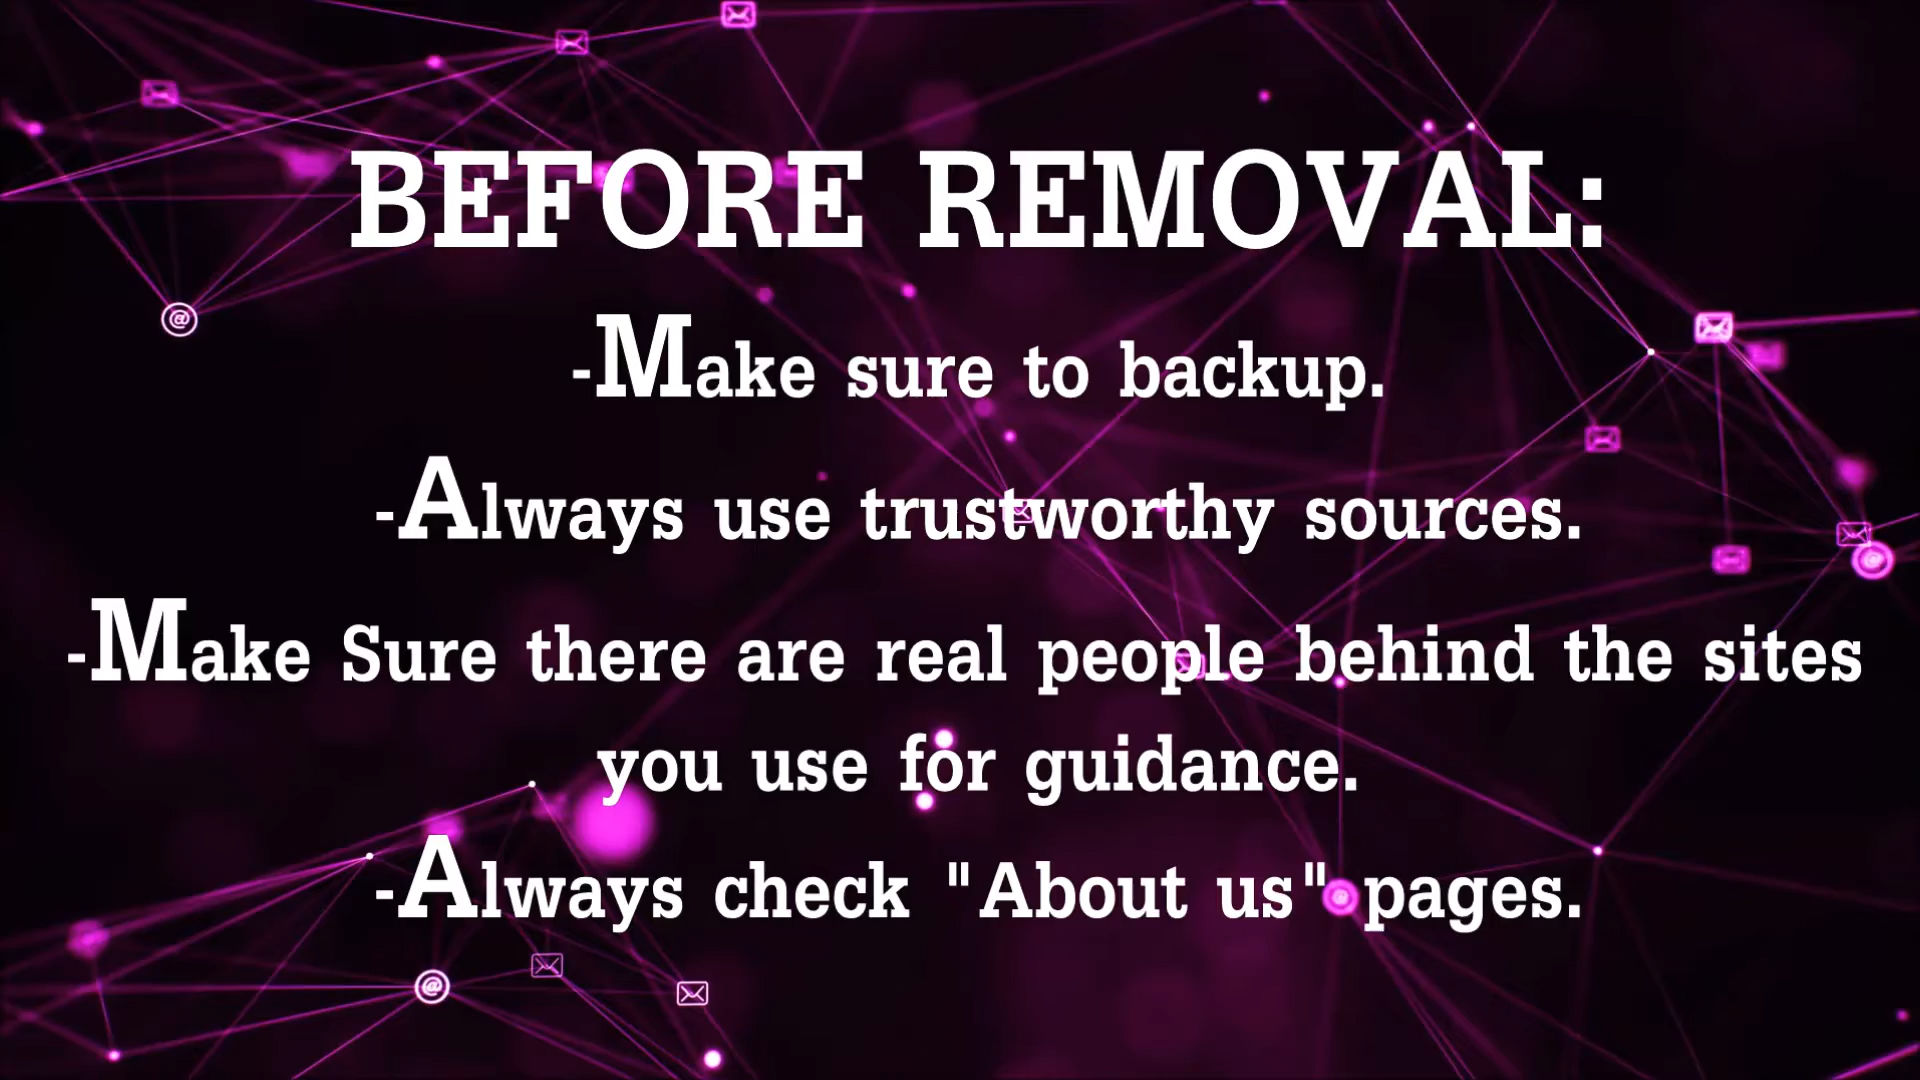 BEFORE REMOVAL:
-Make sure to backup.
-Always use trustworthy sources.
-Make Sure there are real people behind the sites
you use for guidance.
-Always check "About us" pages.